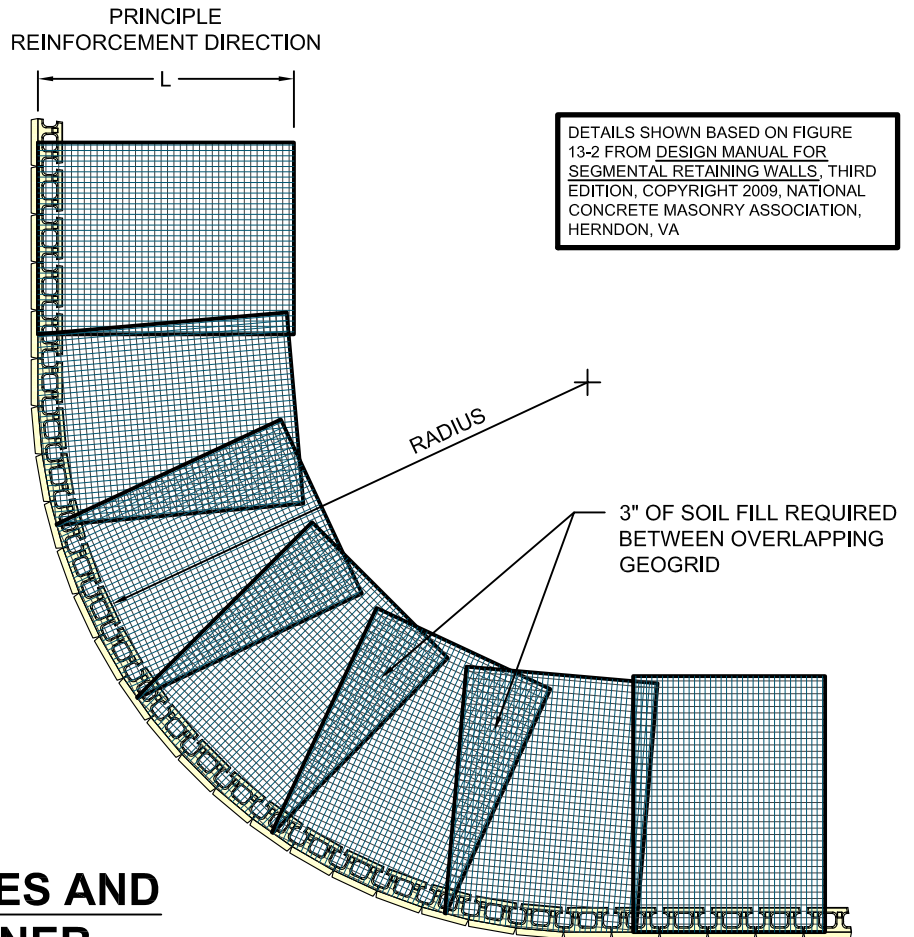 PRINCIPLE
REINFORCEMENT DIRECTION
L
DETAILS SHOWN BASED ON FIGURE
13-2 FROM DESIGN MANUAL FOR
SEGMENTAL RETAINING WALLS, THIRD
EDITION, COPYRIGHT 2009, NATIONAL
CONCRETE MASONRY ASSOCIATION,
HERNDON, VA
RADIUS
3" OF SOIL FILL REQUIRED
BETWEEN OVERLAPPING
GEOGRID
ES AND